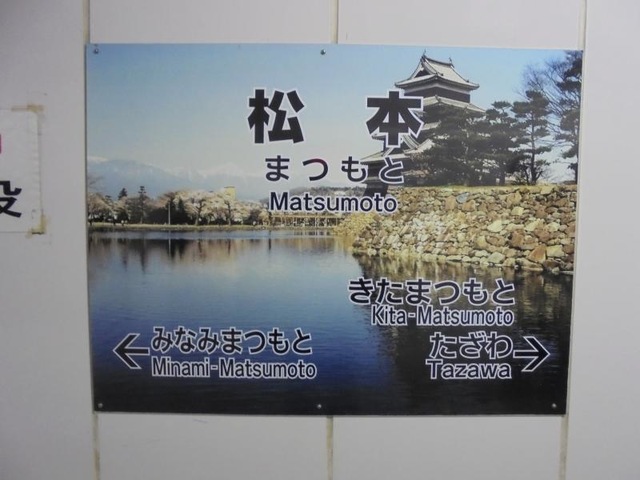 松本
まつもと
Matsumoto
きたまつもと
Kita-Matsumoto
みなみまつもと
Minami-Matsumoto
たざわ
Tazawa